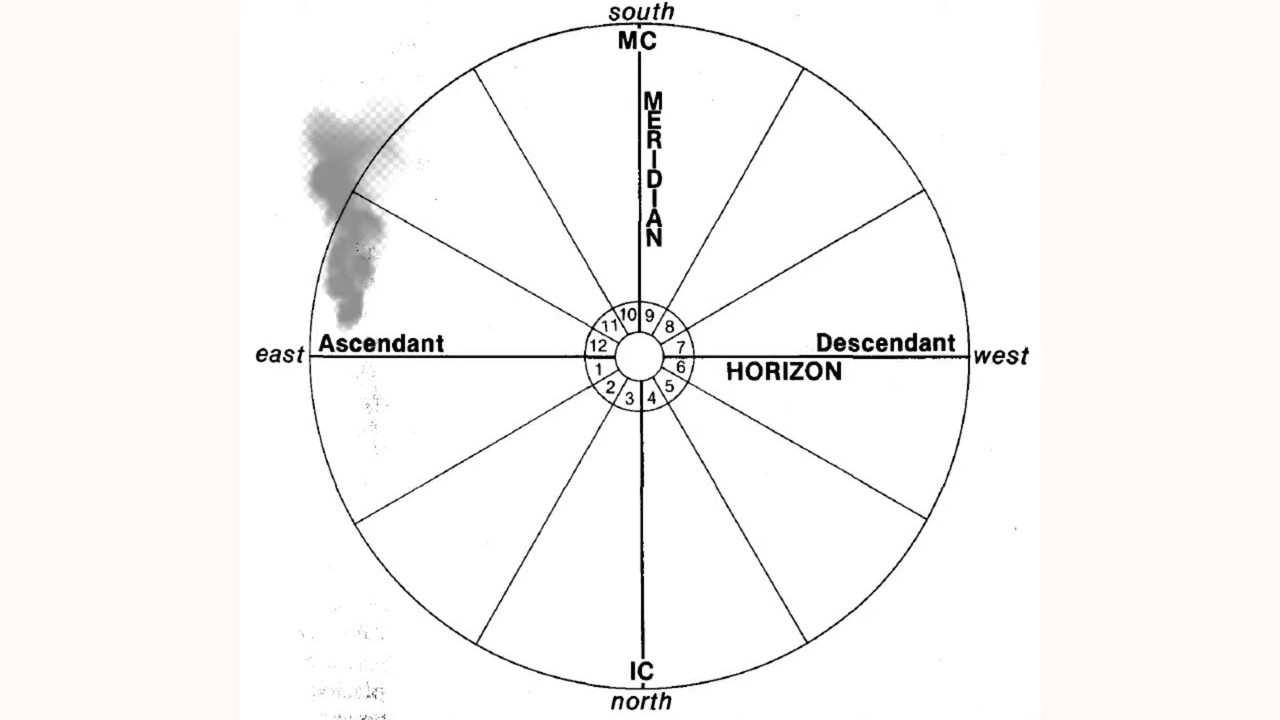 south
MC
MERIDIAN
10 9
11 8
12 7
east Ascendant Descendant west
1 6 HORIZON
2 5
3 4
IC
north